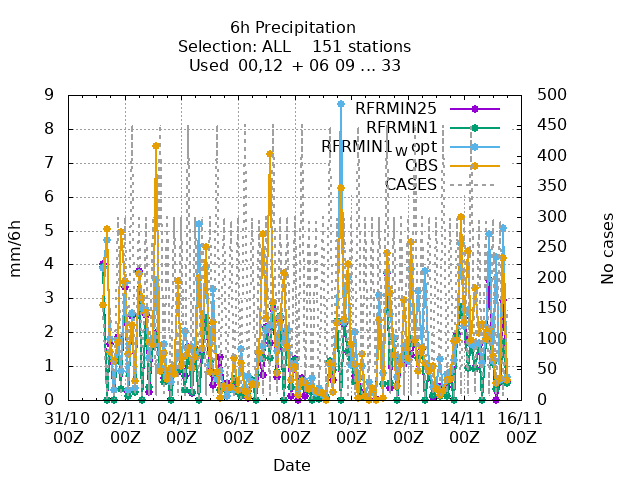 6h Precipitation
Selection: ALL 151 stations
Used 00,12 + 06 09 ... 33
RFRMIN25
RFRMIN1
RFRMIN1w opt
OBS
CASES
9
8
7
6
5
4
3
2
1
0
mm/6h
500
450
400
350
300
250
200
150
100
50
0
No cases
31/10 02/11 04/11 06/11 08/11 10/11 12/11 14/11 16/11
00Z 00Z 00Z 00Z 00Z 00Z 00Z 00Z 00Z
Date